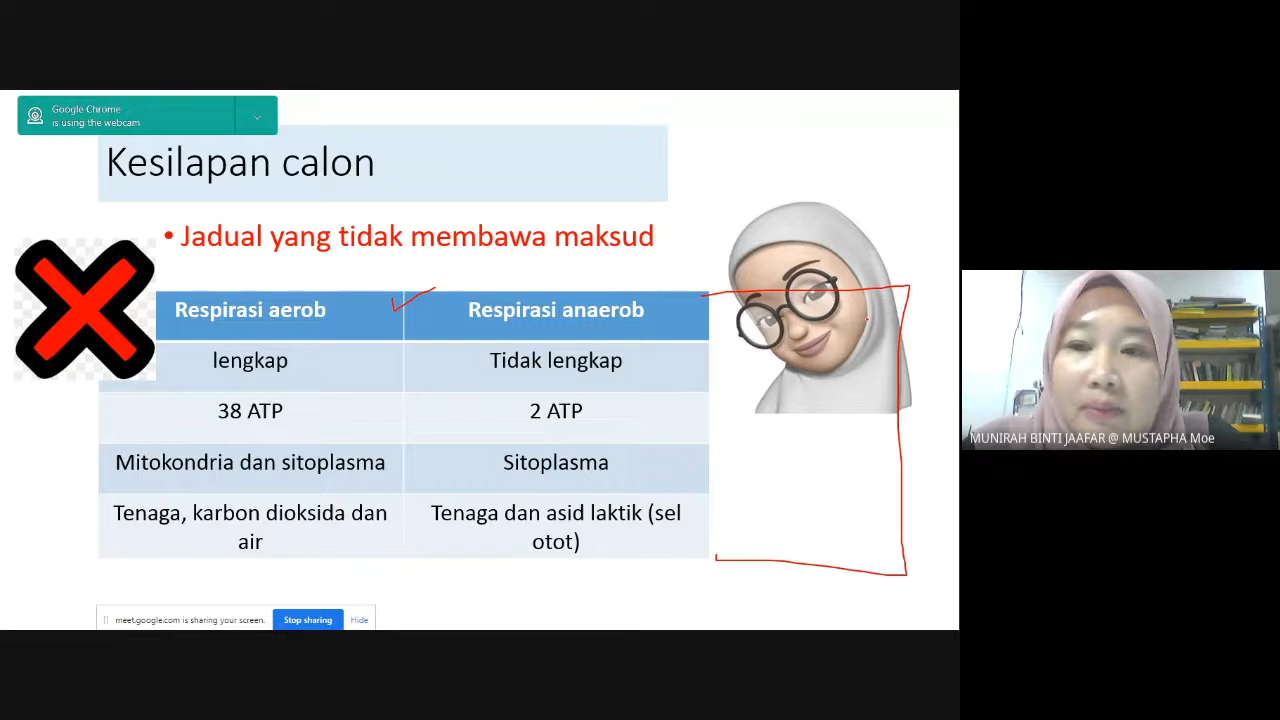 Google Chrome
is using the webcam
Kesilapan calon
• Jadual yang tidak membawa maksud
Respirasi aerob Respirasi anaerob
lengkap Tidak lengkap
38 ATP 2 ATP
Mitokondria dan sitoplasma Sitoplasma
Tenaga, karbon dioksida dan air Tenaga dan asid laktik (sel otot)
meet.google.com is sharing your screen. Stop sharing Hide
MUNIRAH BINTI JAAFAR @ MUSTAPHA Moe